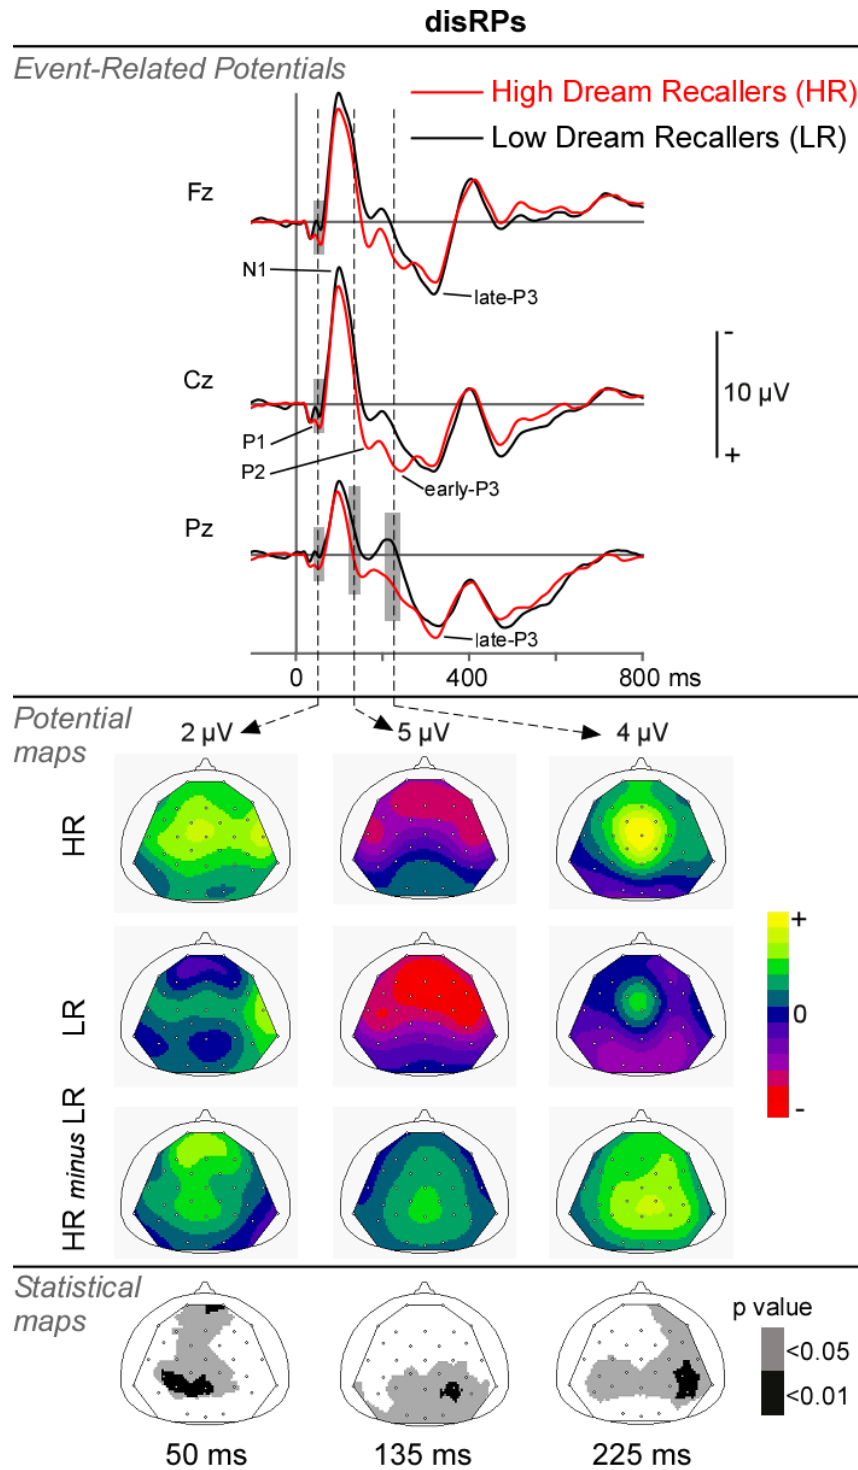 disRPs
Event-Related Potentials
High Dream Recallers (HR)
Low Dream Recallers (LR)
Fz
N1
late-P3
-
Cz
10 µV
P1
+
P2
early-P3
Pz
late-P3
0 400 800 ms
Potential
maps
2 µV 5 µV 4 µV
HR
+
LR
0
-
HR minus LR
Statistical
maps
p value
<0.05
<0.01
50 ms 135 ms 225 ms